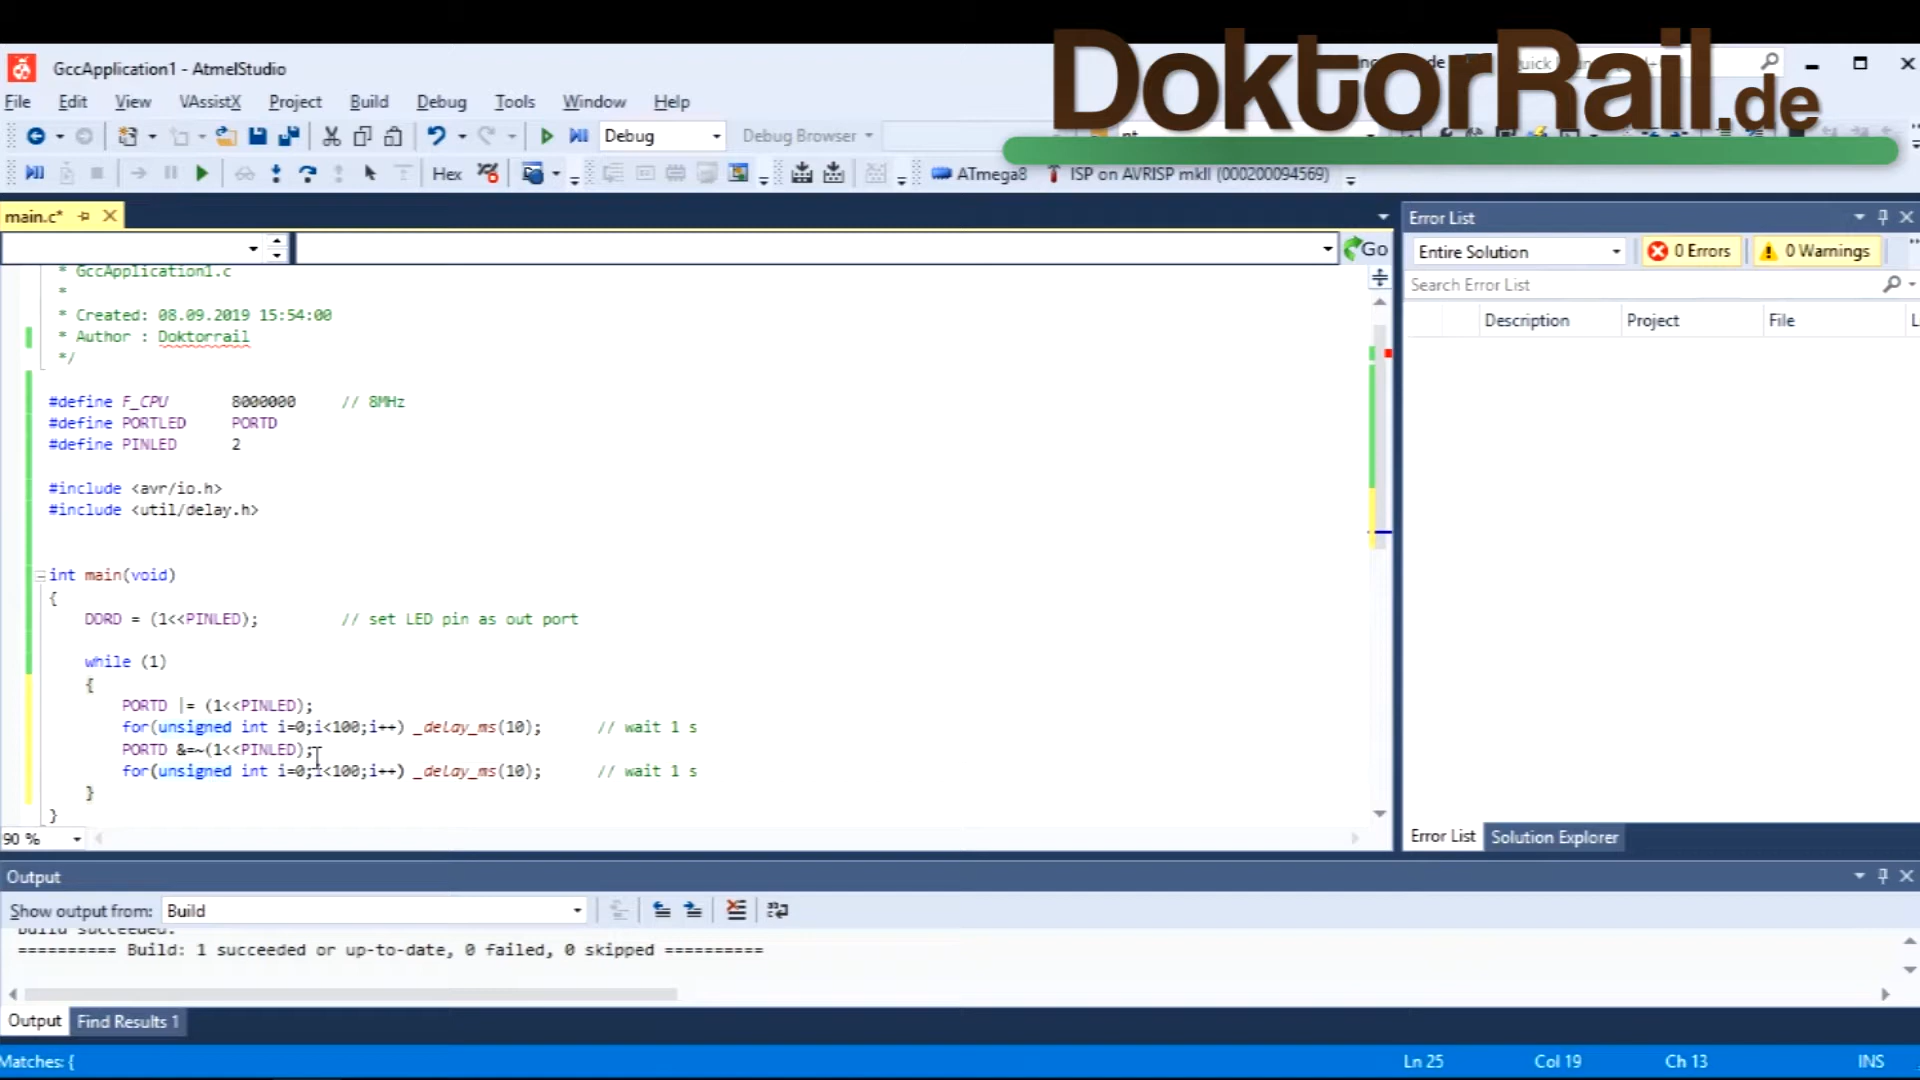 DoktorRail.de
GccApplication1 - AtmelStudio
File Edit View VAssistX Project Build Debug Tools Window Help
Debug Debug Browser
Hex ATmega8 ISP on AVRISP mkII (000200094569)
main.c*
Go
* GccApplication1.c
*
* Created: 08.09.2019 15:54:00
* Author : Doktorrail
*/
#define F_CPU 8000000 // 8MHz
#define PORTLED PORTD
#define PINLED 2
#include <avr/io.h>
#include <util/delay.h>
int main(void)
{
DDRD = (1<<PINLED); // set LED pin as out port
while (1)
{
PORTD |= (1<<PINLED);
for(unsigned int i=0;i<100;i++) _delay_ms(10); // wait 1 s
PORTD &=~(1<<PINLED);
for(unsigned int i=0;i<100;i++) _delay_ms(10); // wait 1 s
}
}
90 %
Error List
Entire Solution 0 Errors 0 Warnings
Search Error List
Description Project File L
Error List Solution Explorer
Output
Show output from: Build
Build succeeded.
========== Build: 1 succeeded or up-to-date, 0 failed, 0 skipped ==========
Output Find Results 1
Matches: { Ln 25 Col 19 Ch 13 INS